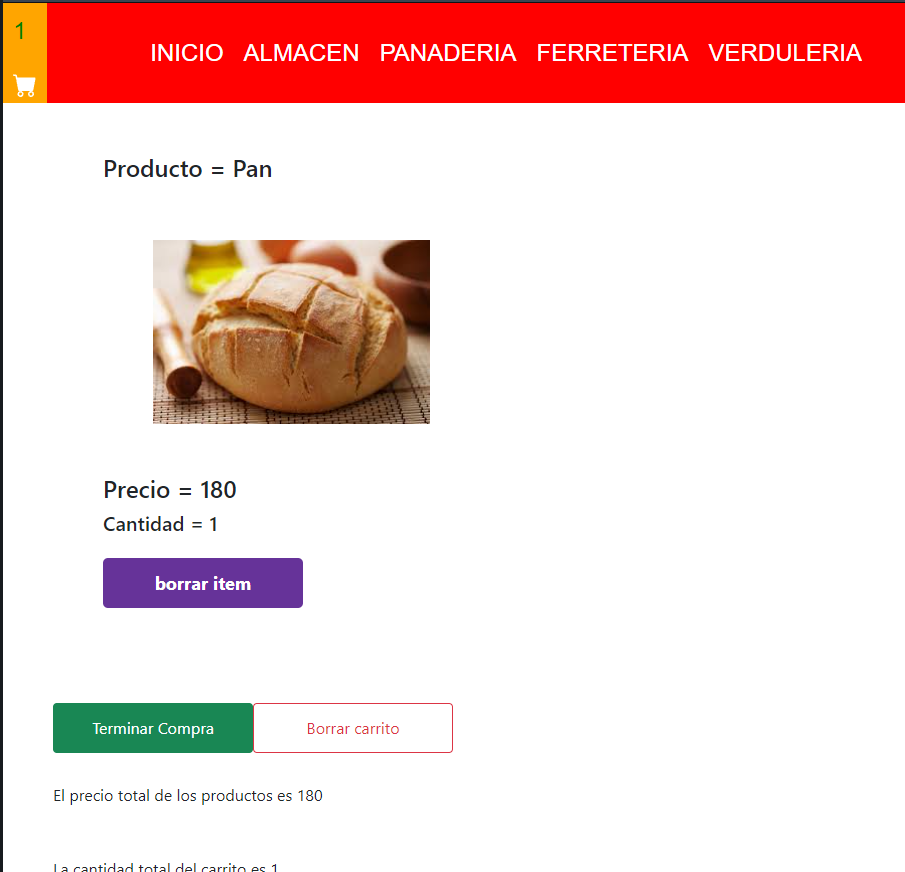 1
INICIO ALMACEN PANADERIA FERRETERIA VERDULERIA
Producto = Pan
Precio = 180
Cantidad = 1
borrar item
Terminar Compra Borrar carrito
El precio total de los productos es 180
La cantidad total del carrito es 1